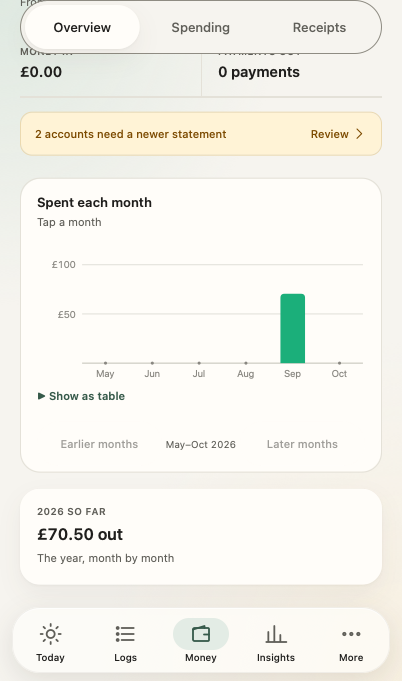 Overview
Spending
Receipts
£0.00
0 payments
2 accounts need a newer statement
Review
Spent each month
Tap a month
£100
£50
May Jun Jul Aug Sep Oct
Show as table
Earlier months
May–Oct 2026
Later months
2026 SO FAR
£70.50 out
The year, month by month
Today
Logs
Money
Insights
More